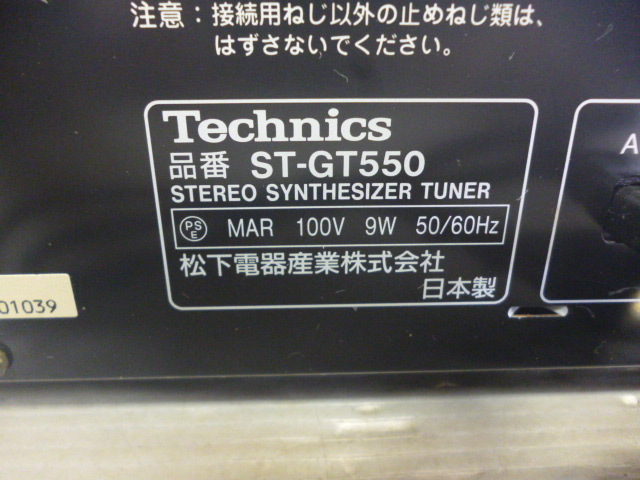 注意：接続用ねじ以外の止めねじ類は、
はずさないでください。
Technics
品番 ST-GT550
STEREO SYNTHESIZER TUNER
PSE MAR 100V 9W 50/60Hz
松下電器産業株式会社
日本製
01039
A